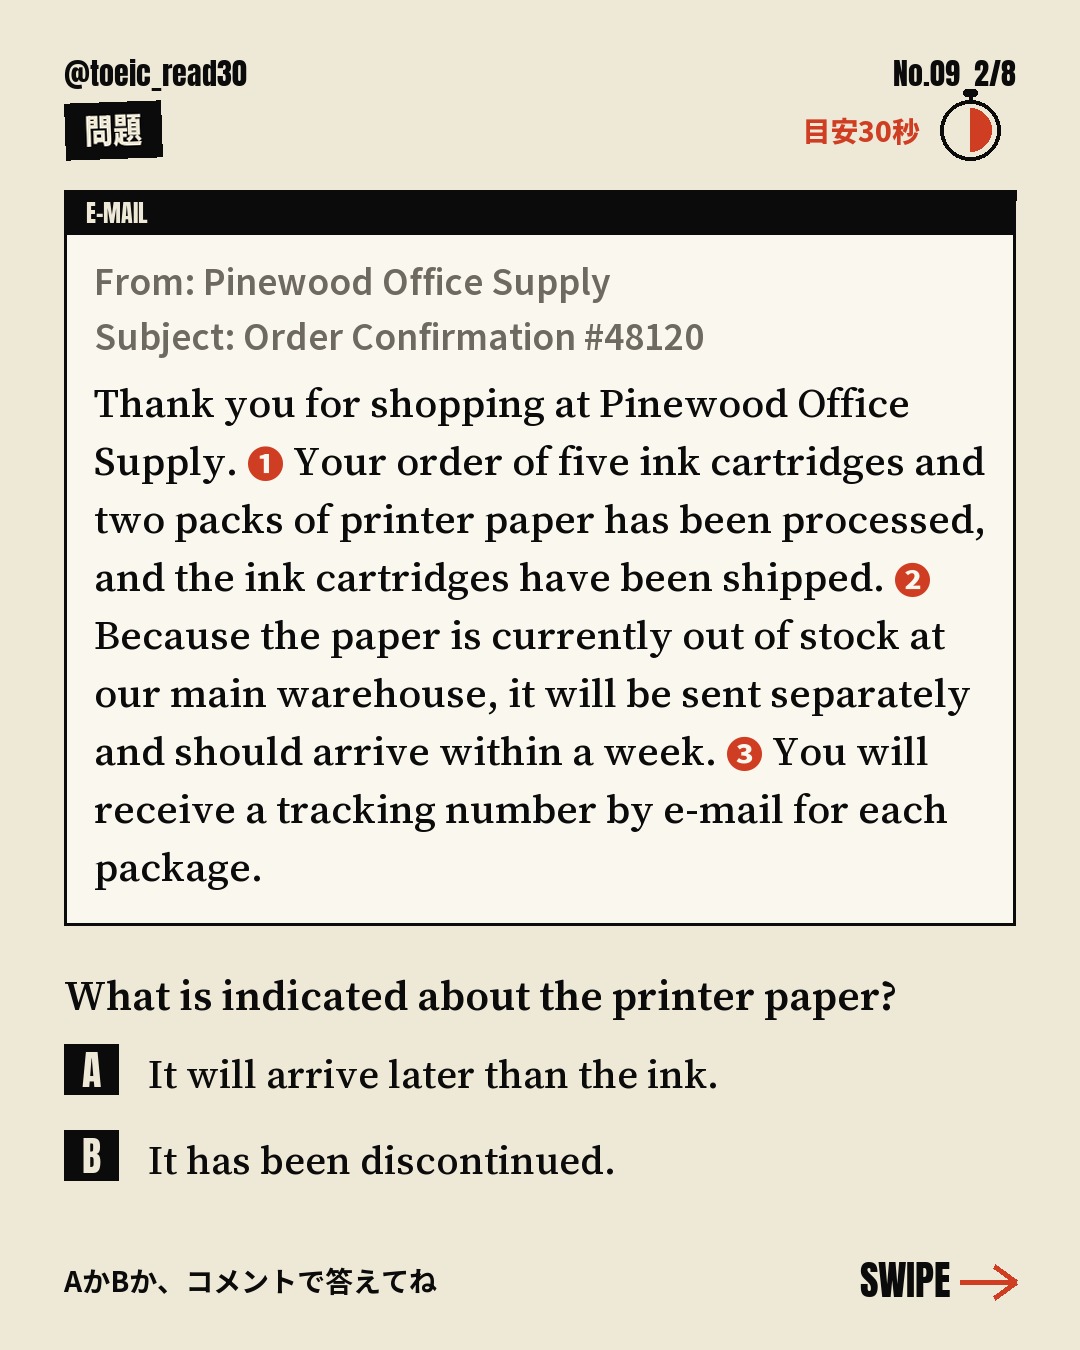 @toeic_read30
No.09 2/8
問題
目安30秒
E-MAIL
From: Pinewood Office Supply
Subject: Order Confirmation #48120
Thank you for shopping at Pinewood Office
Supply. ❶ Your order of five ink cartridges and
two packs of printer paper has been processed,
and the ink cartridges have been shipped. ❷
Because the paper is currently out of stock at
our main warehouse, it will be sent separately
and should arrive within a week. ❸ You will
receive a tracking number by e-mail for each
package.
What is indicated about the printer paper?
A It will arrive later than the ink.
B It has been discontinued.
AかBか、コメントで答えてね
SWIPE